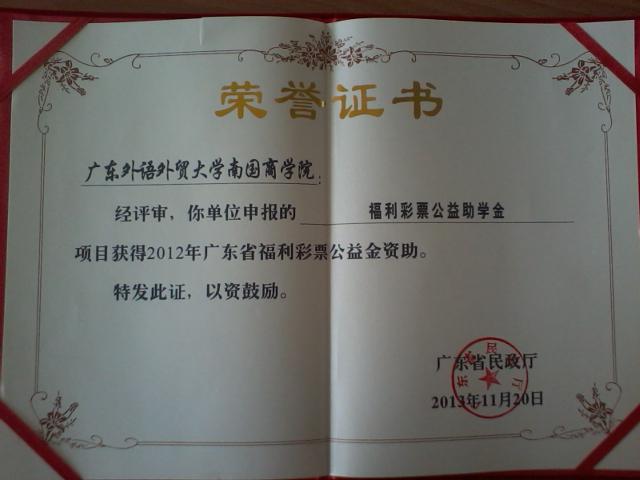 荣誉证书
广东外语外贸大学南国商学院：
经评审，你单位申报的 福利彩票公益助学金
项目获得2012年广东省福利彩票公益金资助。
特发此证，以资鼓励。
广东省民政厅
2013年11月20日